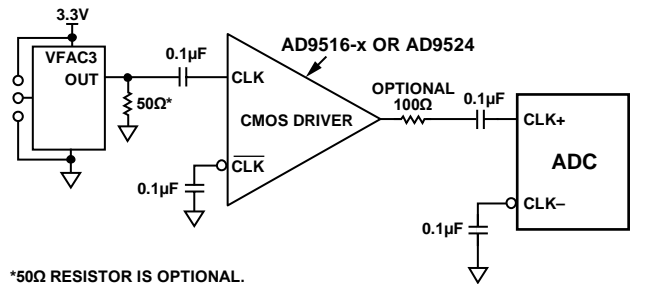 3.3V
VFAC3
OUT
50Ω*
0.1µF
CLK
CLK
0.1µF
CMOS DRIVER
AD9516-x OR AD9524
OPTIONAL
100Ω
0.1µF
CLK+
ADC
CLK–
0.1µF
*50Ω RESISTOR IS OPTIONAL.